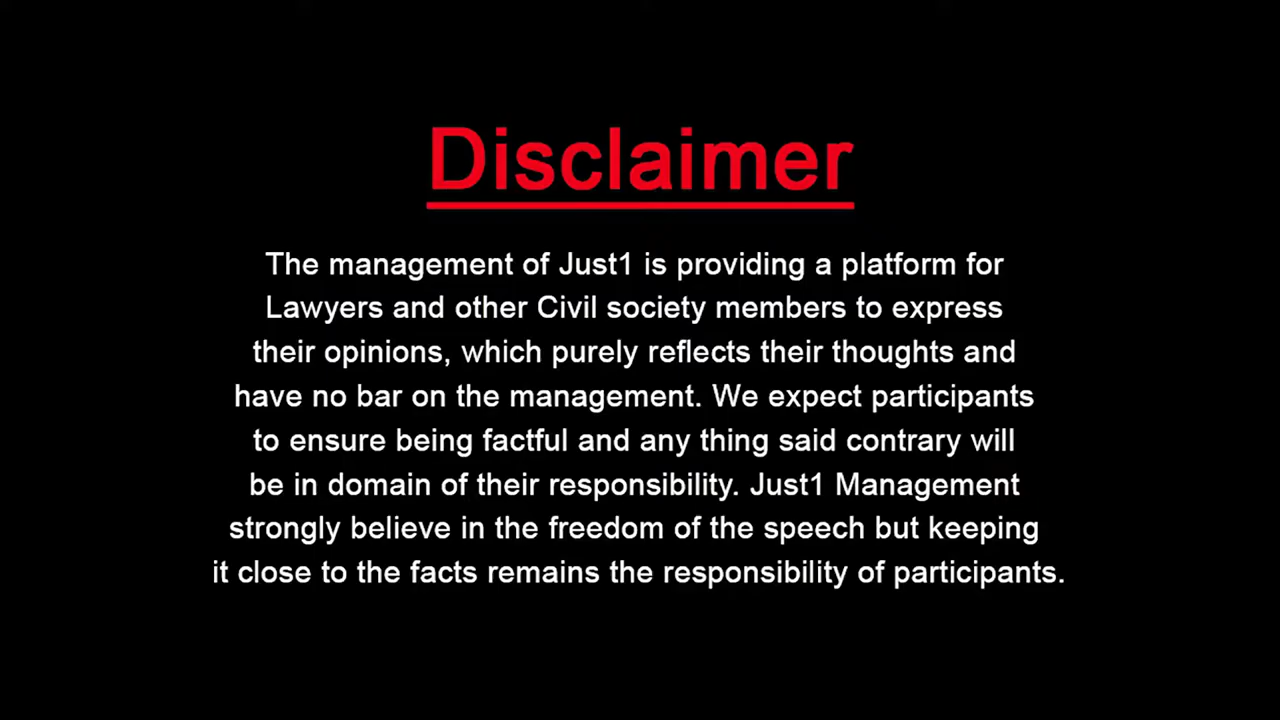 Disclaimer
The management of Just1 is providing a platform for
Lawyers and other Civil society members to express
their opinions, which purely reflects their thoughts and
have no bar on the management. We expect participants
to ensure being factful and any thing said contrary will
be in domain of their responsibility. Just1 Management
strongly believe in the freedom of the speech but keeping
it close to the facts remains the responsibility of participants.